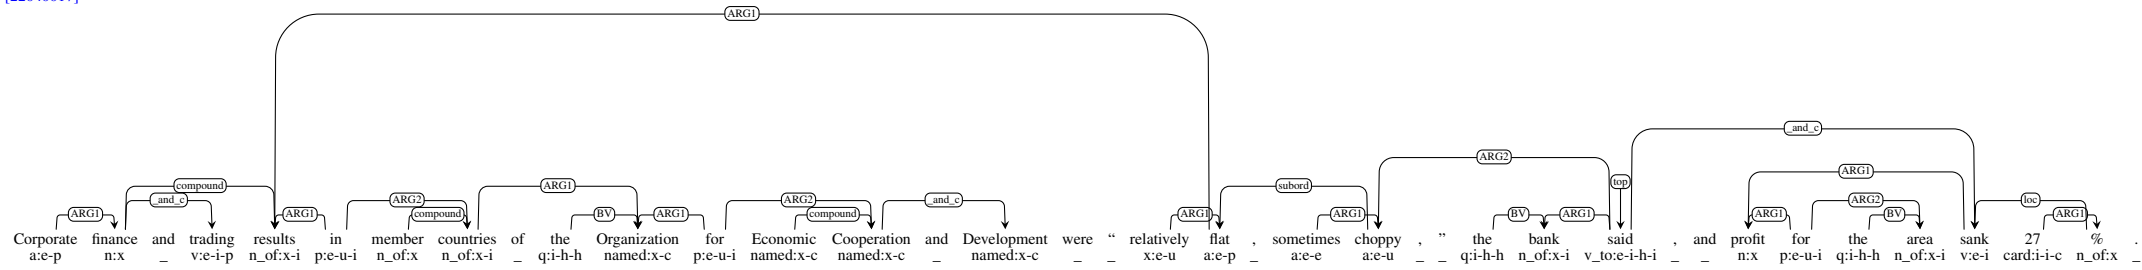 ARG1
_and_c
ARG2
ARG1
top
compound ARG2 ARG1 ARG2 _and_c subord ARG2 loc
_and_c
ARG1 ARG1 compound BV ARG1 compound ARG1 ARG1 BV ARG1 ARG1 BV ARG1
Corporate finance and trading results in member countries of the Organization for Economic Cooperation and Development were “ relatively flat , sometimes choppy , ” the bank said , and profit for the area sank 27 % .
a:e-p n:x _ v:e-i-p n_of:x-i p:e-u-i n_of:x n_of:x-i _ q:i-h-h named:x-c p:e-u-i named:x-c named:x-c _ named:x-c _ _ x:e-u a:e-p _ a:e-e a:e-u _ _ q:i-h-h n_of:x-i v_to:e-i-h-i _ _ n:x p:e-u-i q:i-h-h n_of:x-i v:e-i card:i-i-c n_of:x _